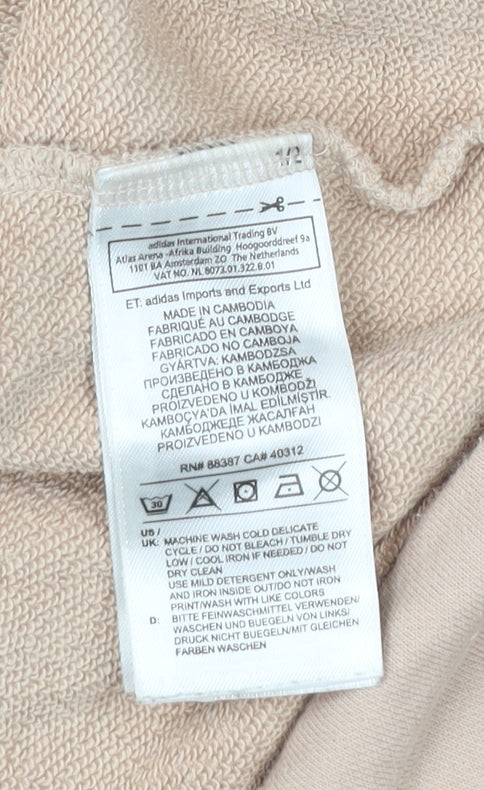 1/2
adidas International Trading BV
Atlas Arena -Afrika Building Hoogoorddreef 9a
1101 BA Amsterdam ZO The Netherlands
VAT NO. NL 8073.01.322.B.01
ET: adidas Imports and Exports Ltd
MADE IN CAMBODIA
FABRIQUÉ AU CAMBODGE
FABRICADO EN CAMBOYA
FABRICADO NO CAMBOJA
GYÁRTVA: KAMBODZSA
ПРОИЗВЕДЕНО В КАМБОДЖА
СДЕЛАНО В КАМБОДЖЕ
PROIZVEDENO U KOMBODŽI
KAMBOÇYA'DA İMAL EDİLMİŞTİR.
КАМБОДЖЕДЕ ЖАСАЛҒАН
PROIZVEDENO U KAMBODZI
RN# 88387 CA# 40312
30
US /
UK: MACHINE WASH COLD DELICATE
CYCLE / DO NOT BLEACH / TUMBLE DRY
LOW / COOL IRON IF NEEDED / DO NOT
DRY CLEAN
USE MILD DETERGENT ONLY/WASH
AND IRON INSIDE OUT/DO NOT IRON
PRINT/WASH WITH LIKE COLORS
D: BITTE FEINWASCHMITTEL VERWENDEN/
WASCHEN UND BUEGELN VON LINKS/
DRUCK NICHT BUEGELN/MIT GLEICHEN
FARBEN WASCHEN